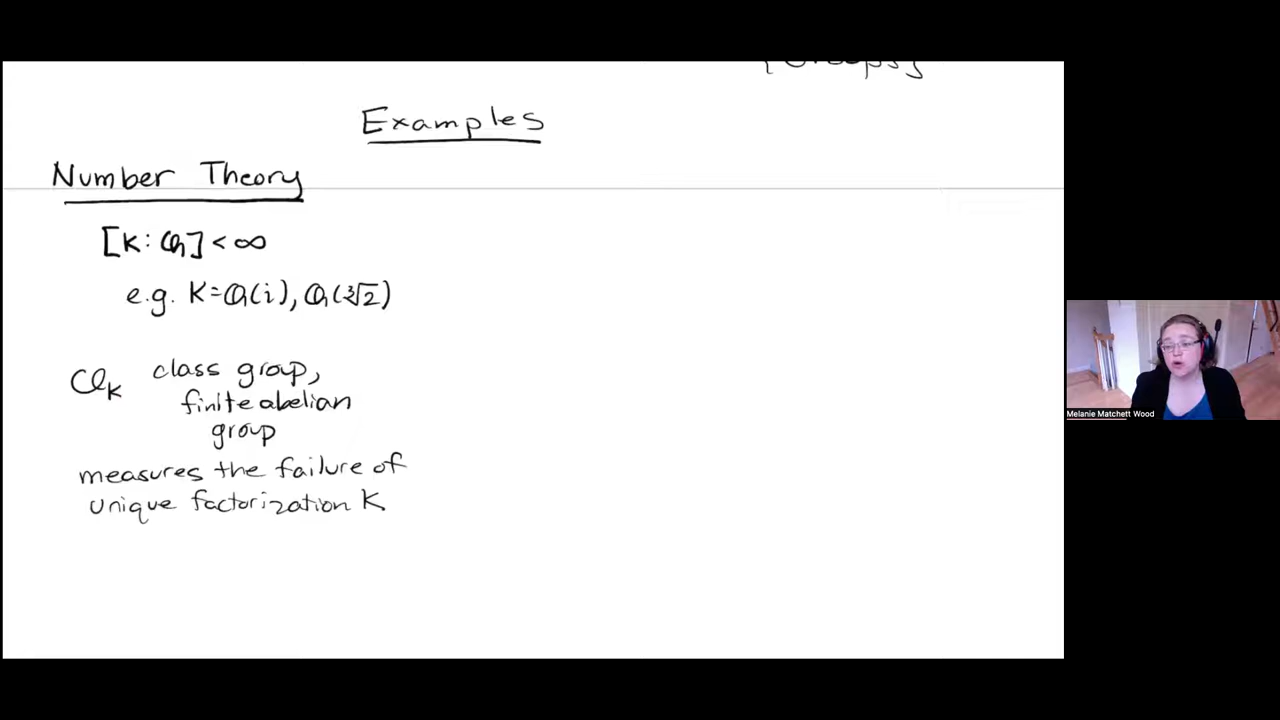 Examples
Number Theory
[K:ℚ]<∞
e.g. K=ℚ(i), ℚ(∛2)
Cl_K class group,
finite abelian
group
measures the failure of
unique factorization K
Melanie Matchett Wood